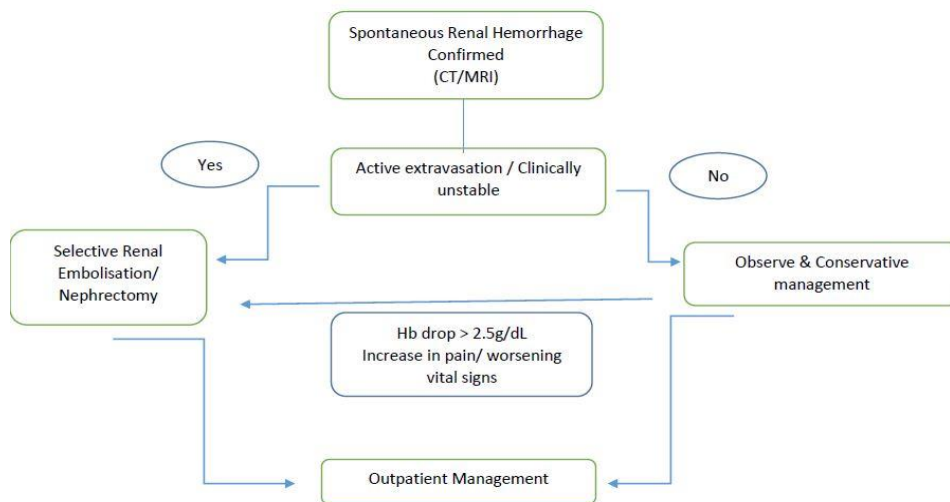 Spontaneous Renal Hemorrhage
Confirmed
(CT/MRI)
Yes
Active extravasation / Clinically
unstable
No
Selective Renal
Embolisation/
Nephrectomy
Observe & Conservative
management
Hb drop > 2.5g/dL
Increase in pain/ worsening
vital signs
Outpatient Management